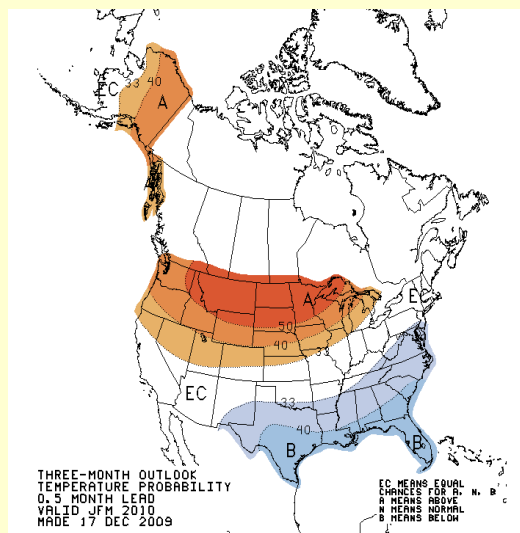 EC
33
40
A
A
E
50
40
33
EC
33
40
B
B
THREE-MONTH OUTLOOK
TEMPERATURE PROBABILITY
0.5 MONTH LEAD
VALID JFM 2010
MADE 17 DEC 2009
EC MEANS EQUAL
CHANCES FOR A, N, B
A MEANS ABOVE
N MEANS NORMAL
B MEANS BELOW